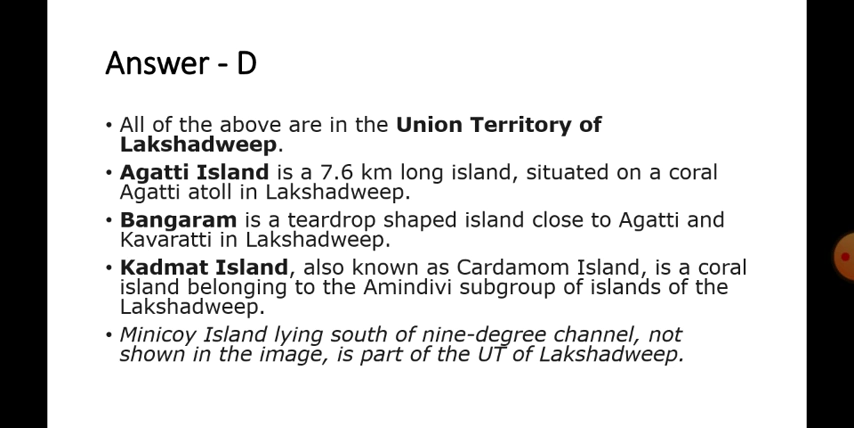 Answer - D
• All of the above are in the Union Territory of
Lakshadweep.
• Agatti Island is a 7.6 km long island, situated on a coral
Agatti atoll in Lakshadweep.
• Bangaram is a teardrop shaped island close to Agatti and
Kavaratti in Lakshadweep.
• Kadmat Island, also known as Cardamom Island, is a coral
island belonging to the Amindivi subgroup of islands of the
Lakshadweep.
• Minicoy Island lying south of nine-degree channel, not
shown in the image, is part of the UT of Lakshadweep.